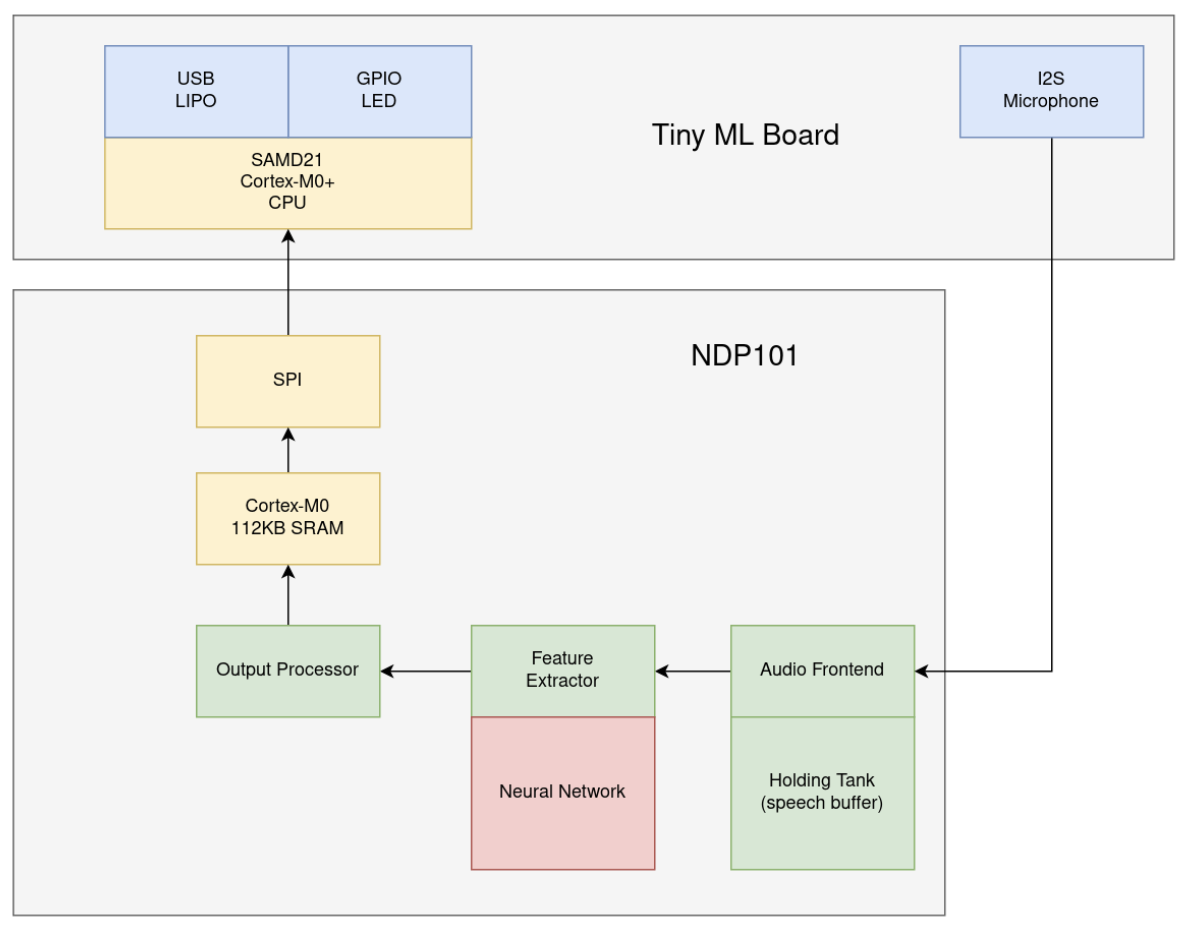 USB
LIPO
GPIO
LED
I2S
Microphone
Tiny ML Board
SAMD21
Cortex-M0+
CPU
NDP101
SPI
Cortex-M0
112KB SRAM
Output Processor
Feature
Extractor
Audio Frontend
Neural Network
Holding Tank
(speech buffer)